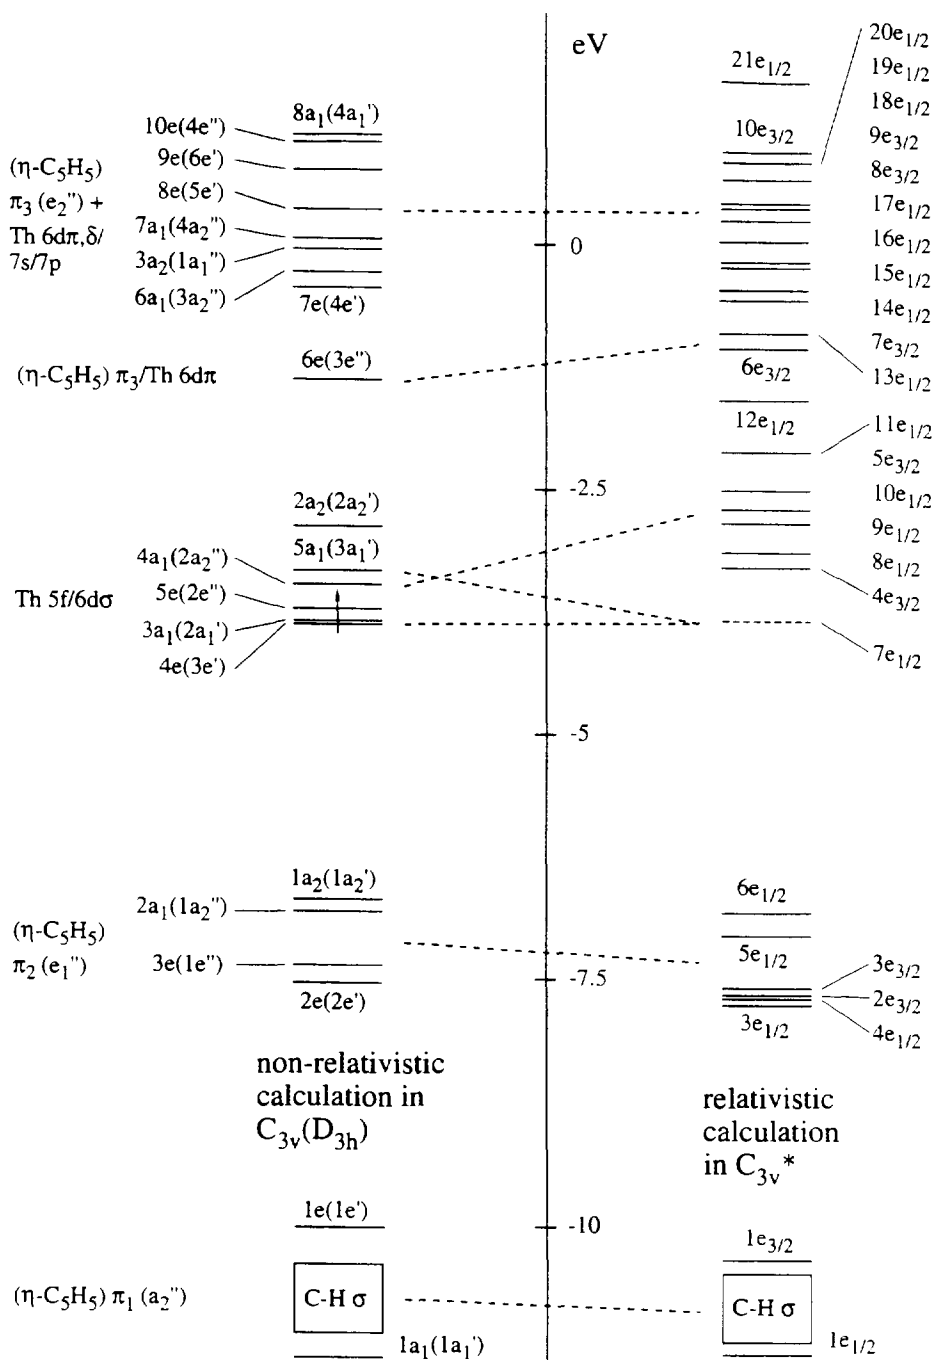 eV
8a₁(4a₁')
10e(4e")
9e(6e')
8e(5e')
7a₁(4a₂")
3a₂(1a₁")
6a₁(3a₂")
7e(4e')
(η-C₅H₅)
π₃ (e₂") +
Th 6dπ,δ/
7s/7p
6e(3e")
(η-C₅H₅) π₃/Th 6dπ
2a₂(2a₂')
5a₁(3a₁')
4a₁(2a₂")
5e(2e")
3a₁(2a₁')
4e(3e')
Th 5f/6dσ
1a₂(1a₂')
2a₁(1a₂")
3e(1e")
2e(2e')
(η-C₅H₅)
π₂ (e₁")
non-relativistic
calculation in
C₃ᵥ(D₃ₕ)
1e(1e')
C-H σ
(η-C₅H₅) π₁ (a₂")
1a₁(1a₁')
0
-2.5
-5
-7.5
-10
21e₁/₂
10e₃/₂
20e₁/₂
19e₁/₂
18e₁/₂
9e₃/₂
8e₃/₂
17e₁/₂
16e₁/₂
15e₁/₂
14e₁/₂
7e₃/₂
13e₁/₂
6e₃/₂
12e₁/₂
11e₁/₂
5e₃/₂
10e₁/₂
9e₁/₂
8e₁/₂
4e₃/₂
7e₁/₂
6e₁/₂
5e₁/₂
3e₃/₂
2e₃/₂
4e₁/₂
3e₁/₂
relativistic
calculation
in C₃ᵥ*
1e₃/₂
C-H σ
1e₁/₂